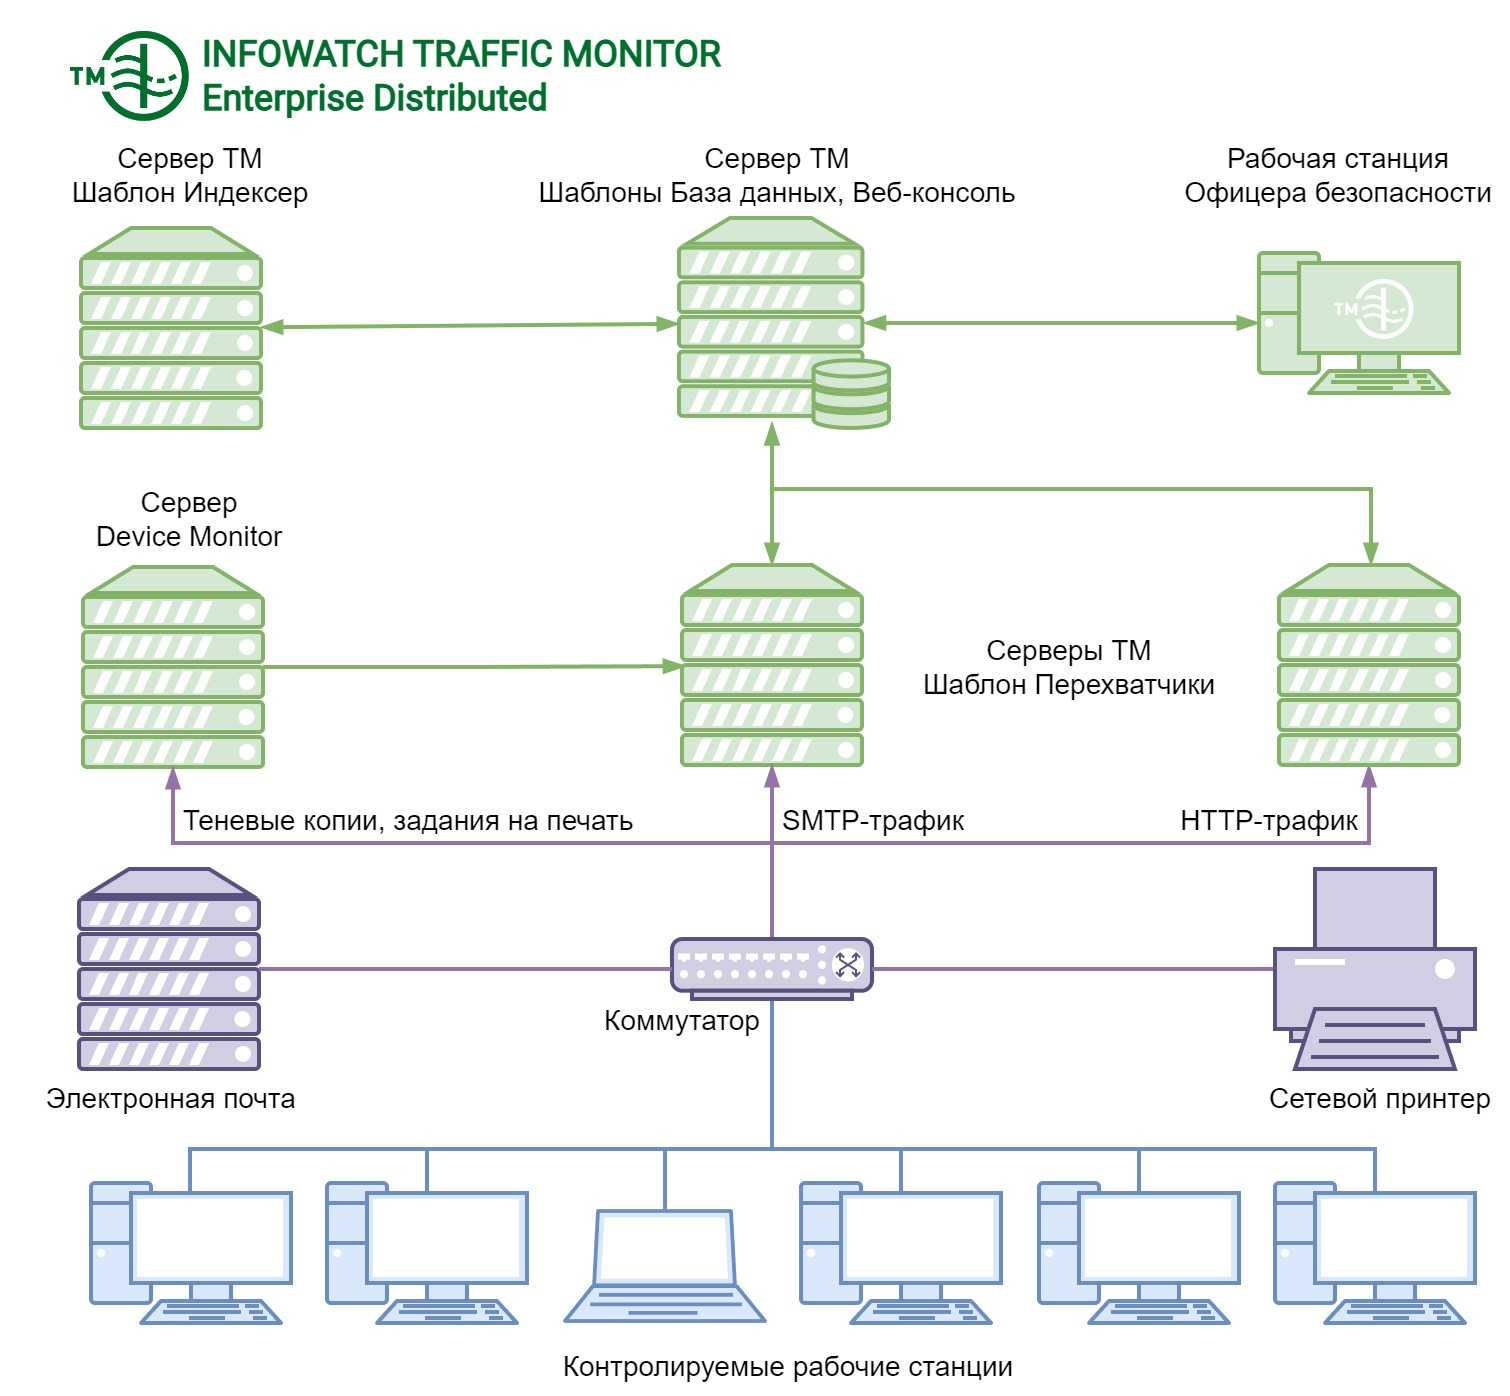 TM
INFOWATCH TRAFFIC MONITOR
Enterprise Distributed
Сервер ТМ
Шаблон Индексер
Сервер ТМ
Шаблоны База данных, Веб-консоль
Рабочая станция
Офицера безопасности
TM
Сервер
Device Monitor
Серверы ТМ
Шаблон Перехватчики
Теневые копии, задания на печать
SMTP-трафик
HTTP-трафик
Коммутатор
Электронная почта
Сетевой принтер
Контролируемые рабочие станции